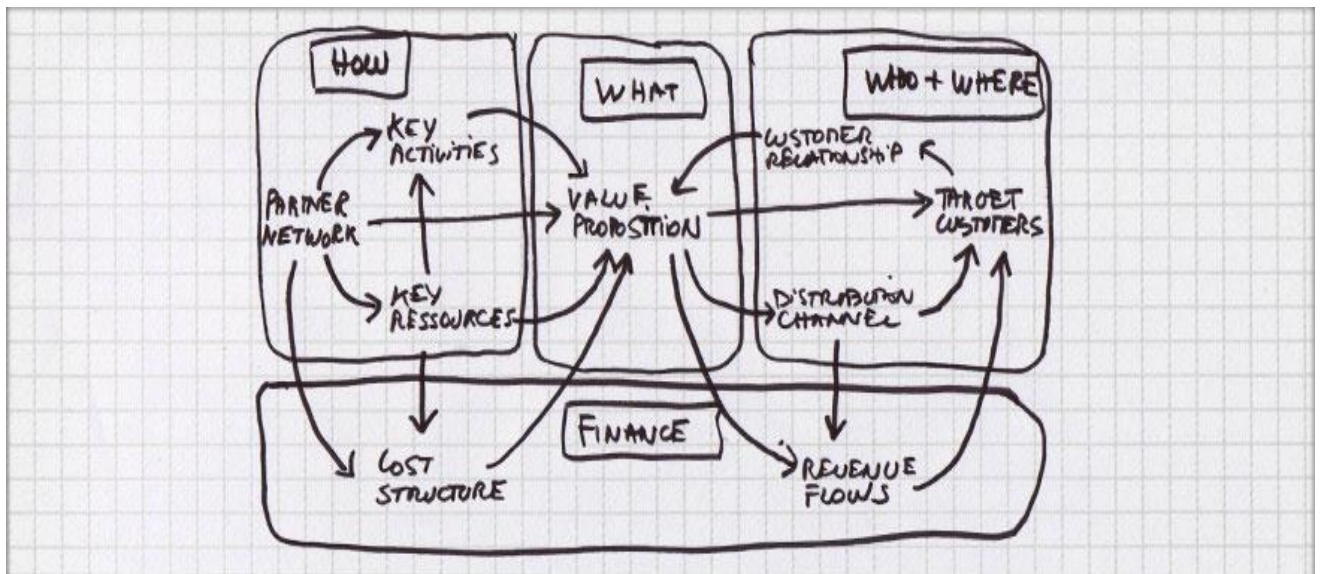 HOW
KEY
ACTIVITIES
PARTNER
NETWORK
KEY
RESSOURCES
WHAT
VALUE
PROPOSITION
WHO + WHERE
CUSTOMER
RELATIONSHIP
TARGET
CUSTOMERS
DISTRIBUTION
CHANNEL
FINANCE
COST
STRUCTURE
REVENUE
FLOWS